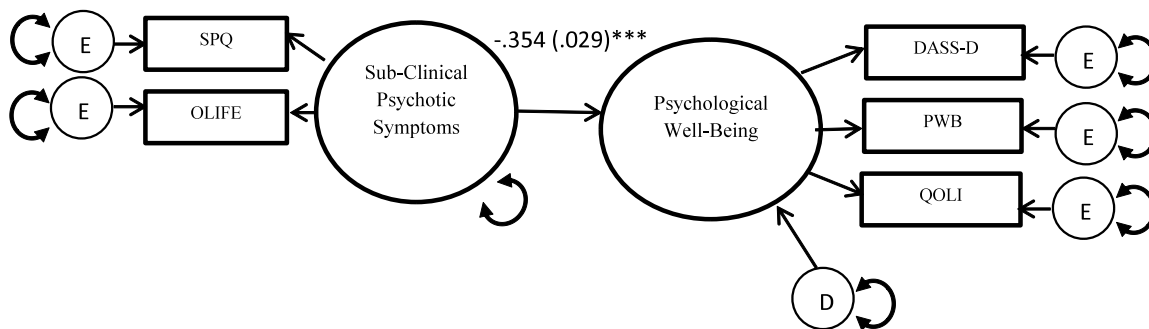 -.354 (.029)***
E
SPQ
DASS-D
E
Sub-Clinical
Psychotic
Symptoms
E
OLIFE
Psychological
Well-Being
PWB
E
QOLI
E
D